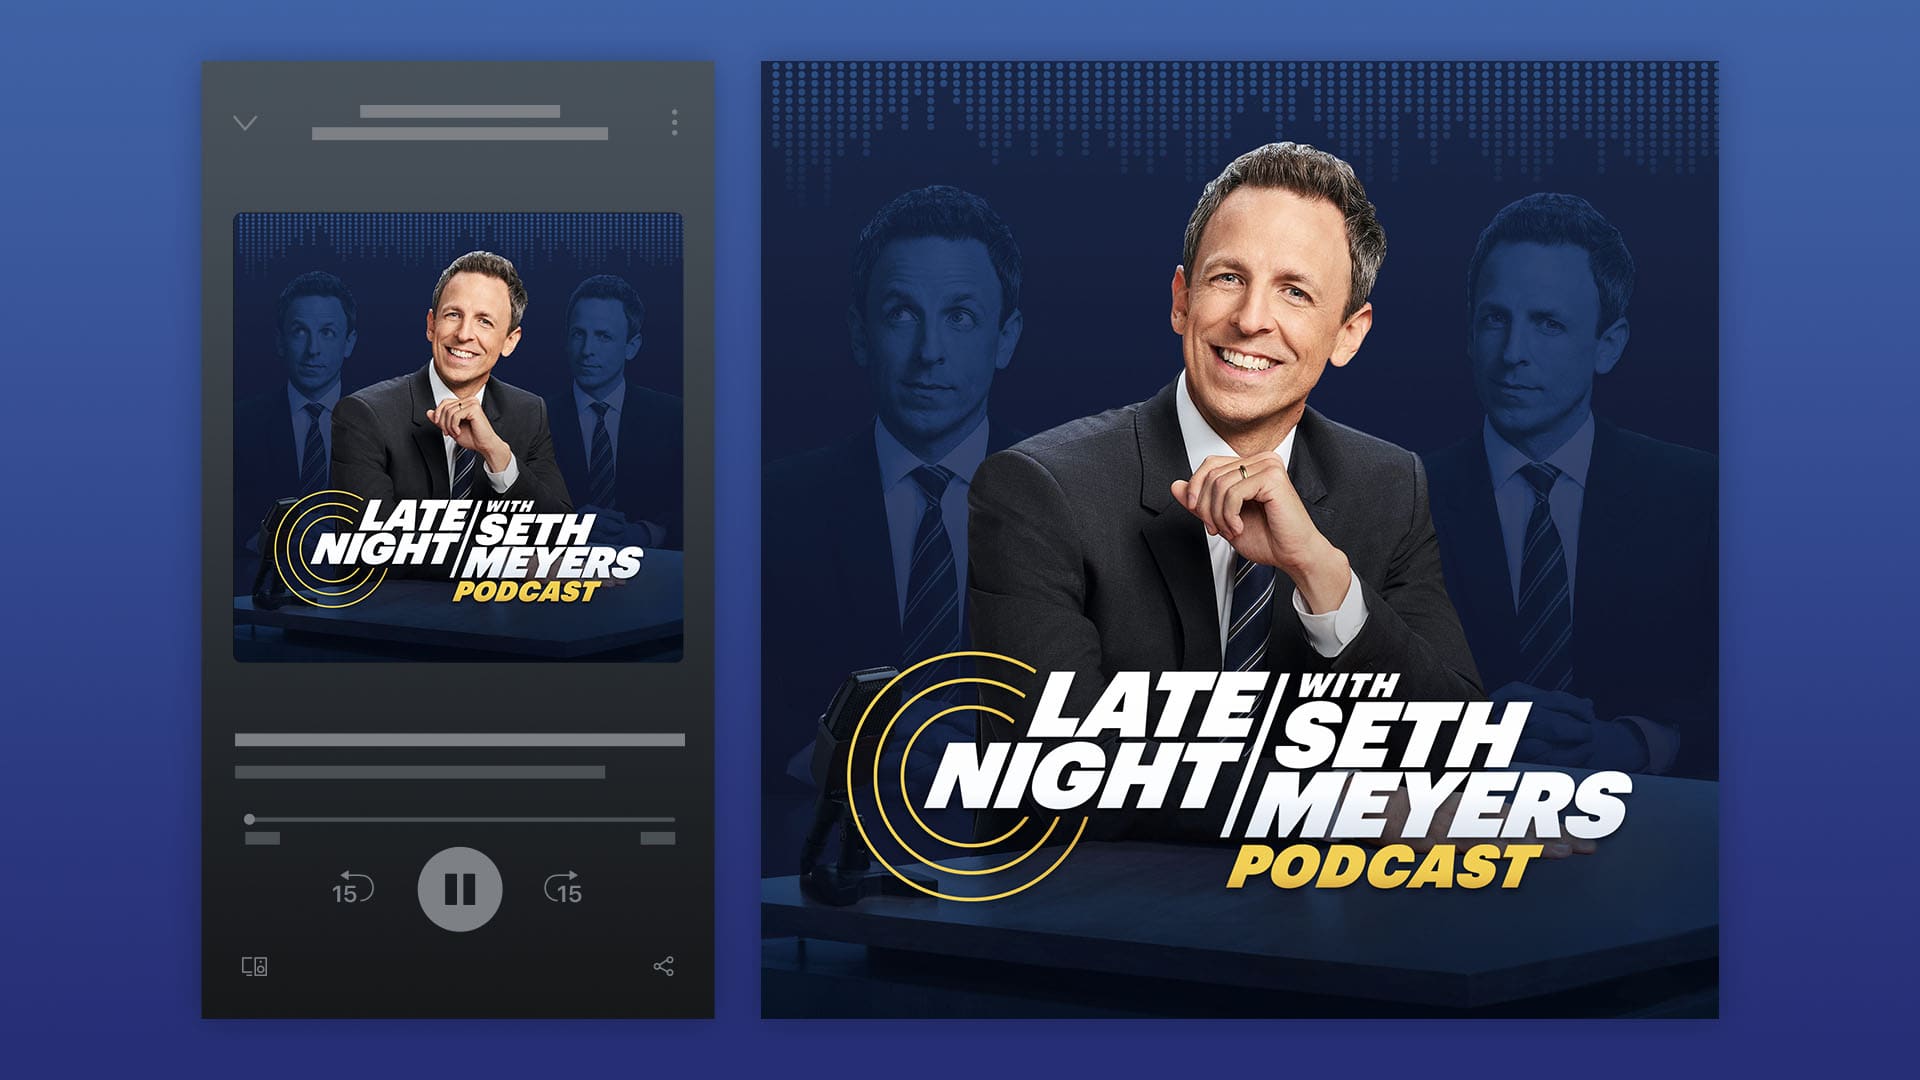 LATE
NIGHT
WITH
SETH
MEYERS
PODCAST
15
15
LATE
NIGHT
WITH
SETH
MEYERS
PODCAST